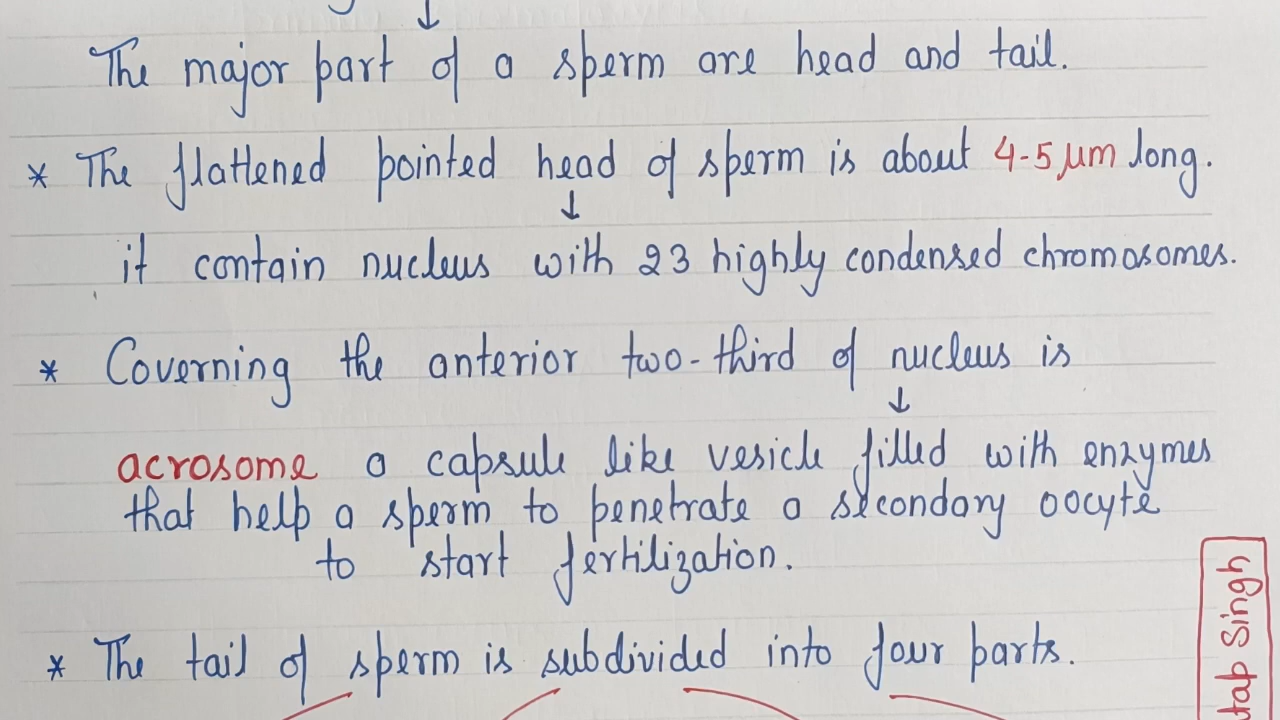 ↓
The major part of a sperm are head and tail.
* The flattened pointed head of sperm is about 4-5 µm long.
↓
it contain nucleus with 23 highly condensed chromosomes.
* Coverning the anterior two-third of nucleus is
↓
acrosome a capsule like vesicle filled with enzymes
that help a sperm to penetrate a secondary oocyte
to start fertilization.
* The tail of sperm is subdivided into four parts.
tap Singh